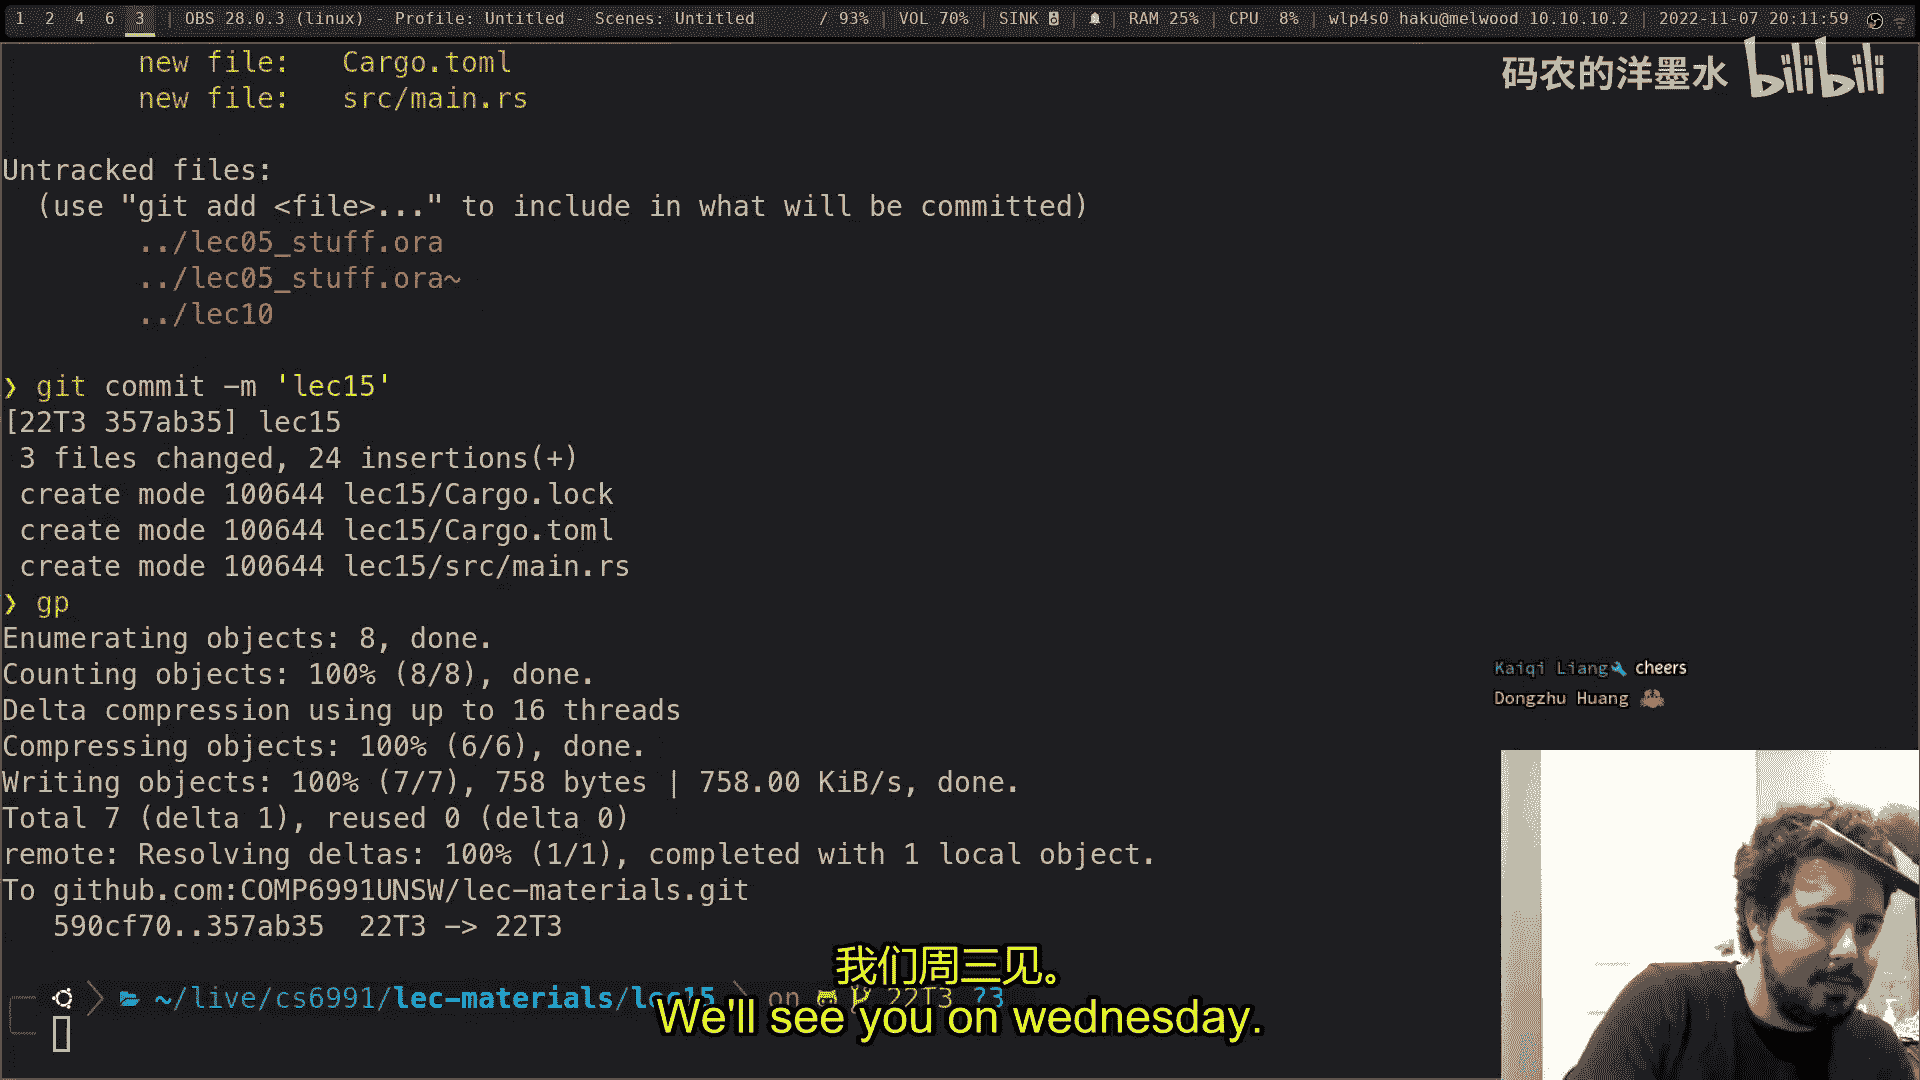 1 2 4 6 3 | OBS 28.0.3 (linux) - Profile: Untitled - Scenes: Untitled / 93% | VOL 70% | SINK | | RAM 25% | CPU 8% | wlp4s0 haku@melwood 10.10.10.2 | 2022-11-07 20:11:59
码农的洋墨水 bilibili
new file: Cargo.toml
new file: src/main.rs
Untracked files:
(use "git add <file>..." to include in what will be committed)
../lec05_stuff.ora
../lec05_stuff.ora~
../lec10
❯ git commit -m 'lec15'
[22T3 357ab35] lec15
3 files changed, 24 insertions(+)
create mode 100644 lec15/Cargo.lock
create mode 100644 lec15/Cargo.toml
create mode 100644 lec15/src/main.rs
❯ gp
Enumerating objects: 8, done.
Counting objects: 100% (8/8), done.
Delta compression using up to 16 threads
Compressing objects: 100% (6/6), done.
Writing objects: 100% (7/7), 758 bytes | 758.00 KiB/s, done.
Total 7 (delta 1), reused 0 (delta 0)
remote: Resolving deltas: 100% (1/1), completed with 1 local object.
To github.com:COMP6991UNSW/lec-materials.git
590cf70..357ab35 22T3 -> 22T3
Kaiqi Liang cheers
Dongzhu Huang
~/live/cs6991/lec-materials/lec15 on 22T3 ?3
我们周三见。
We'll see you on wednesday.